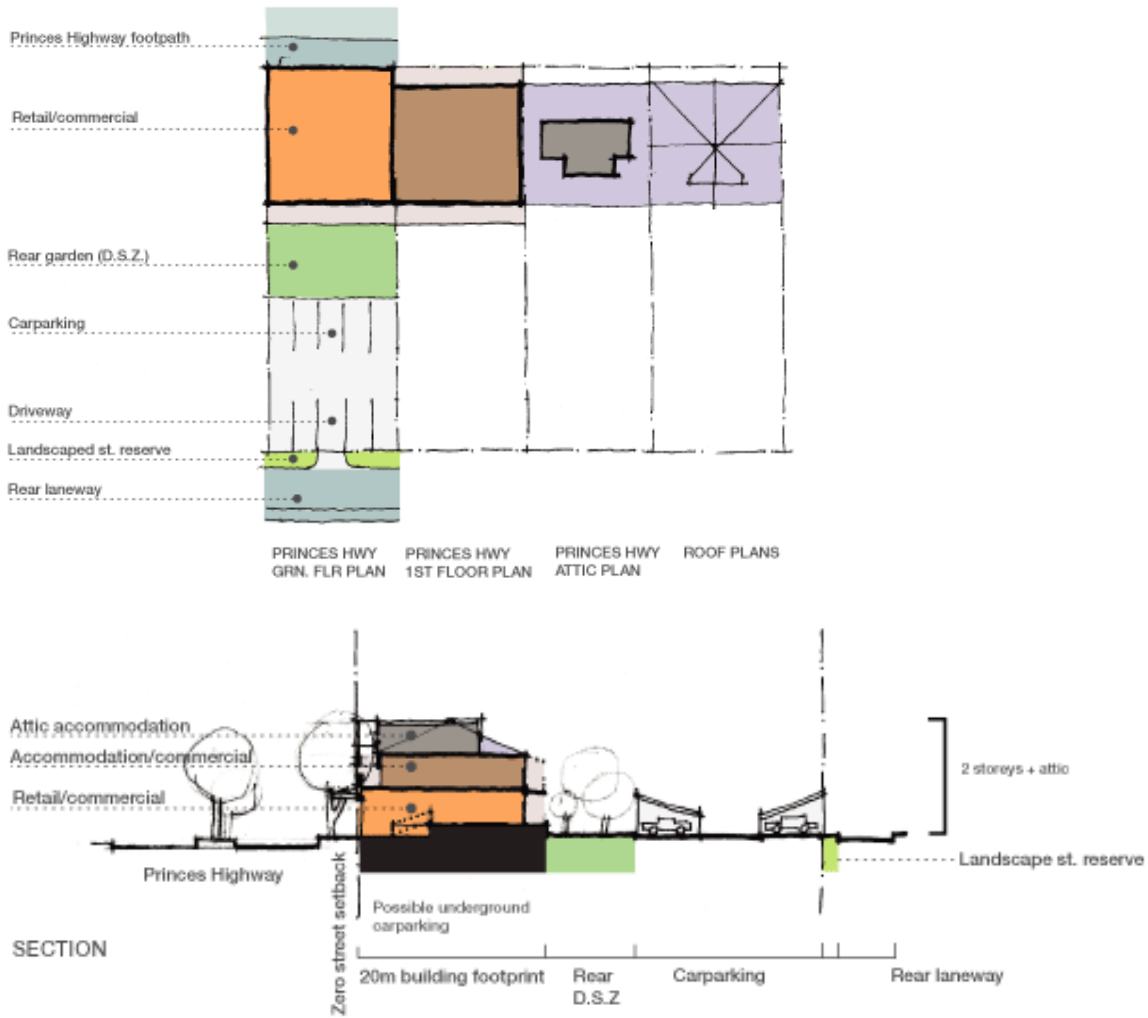 Princes Highway footpath
Retail/commercial
Rear garden (D.S.Z.)
Carparking
Driveway
Landscaped st. reserve
Rear laneway
PRINCES HWY
GRN. FLR PLAN
PRINCES HWY
1ST FLOOR PLAN
PRINCES HWY
ATTIC PLAN
ROOF PLANS
Attic accommodation
Accommodation/commercial
Retail/commercial
2 storeys + attic
Princes Highway
Zero street setback
Landscape st. reserve
Possible underground
carparking
SECTION
20m building footprint
Rear
D.S.Z
Carparking
Rear laneway